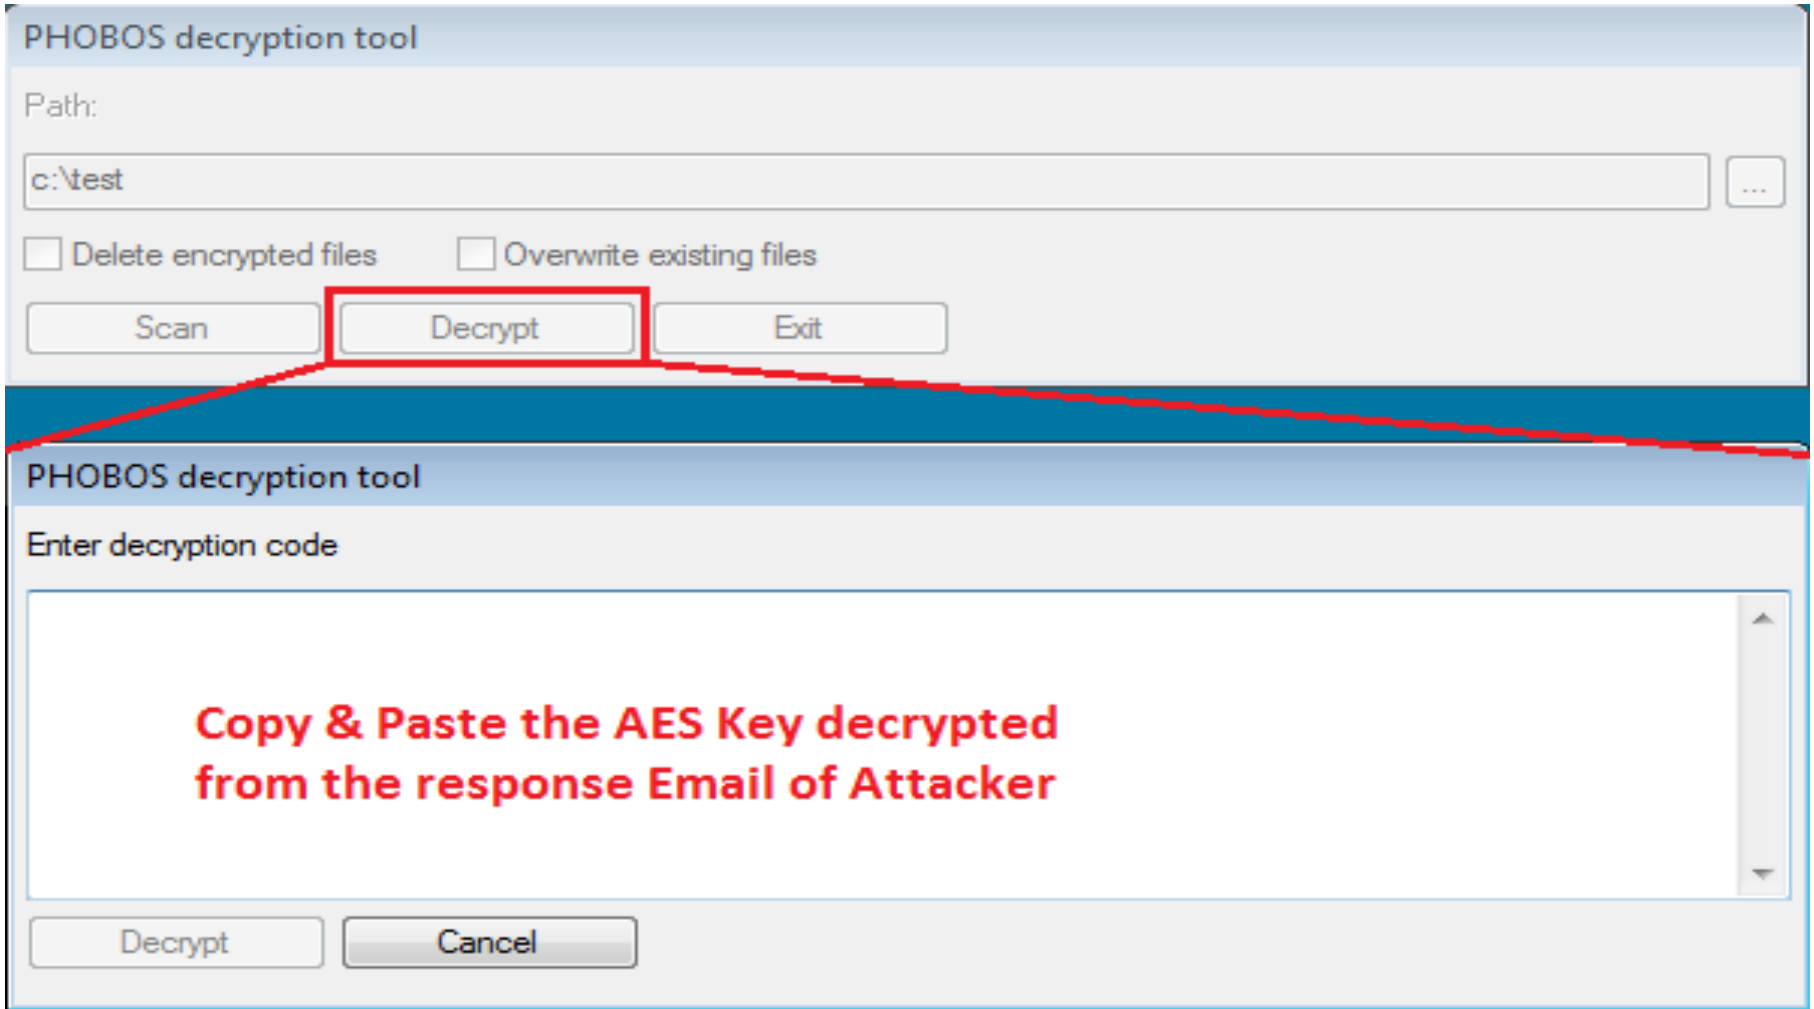 PHOBOS decryption tool
Path:
c:\test
...
Delete encrypted files
Overwrite existing files
Scan
Decrypt
Exit
PHOBOS decryption tool
Enter decryption code
Copy & Paste the AES Key decrypted
from the response Email of Attacker
Decrypt
Cancel